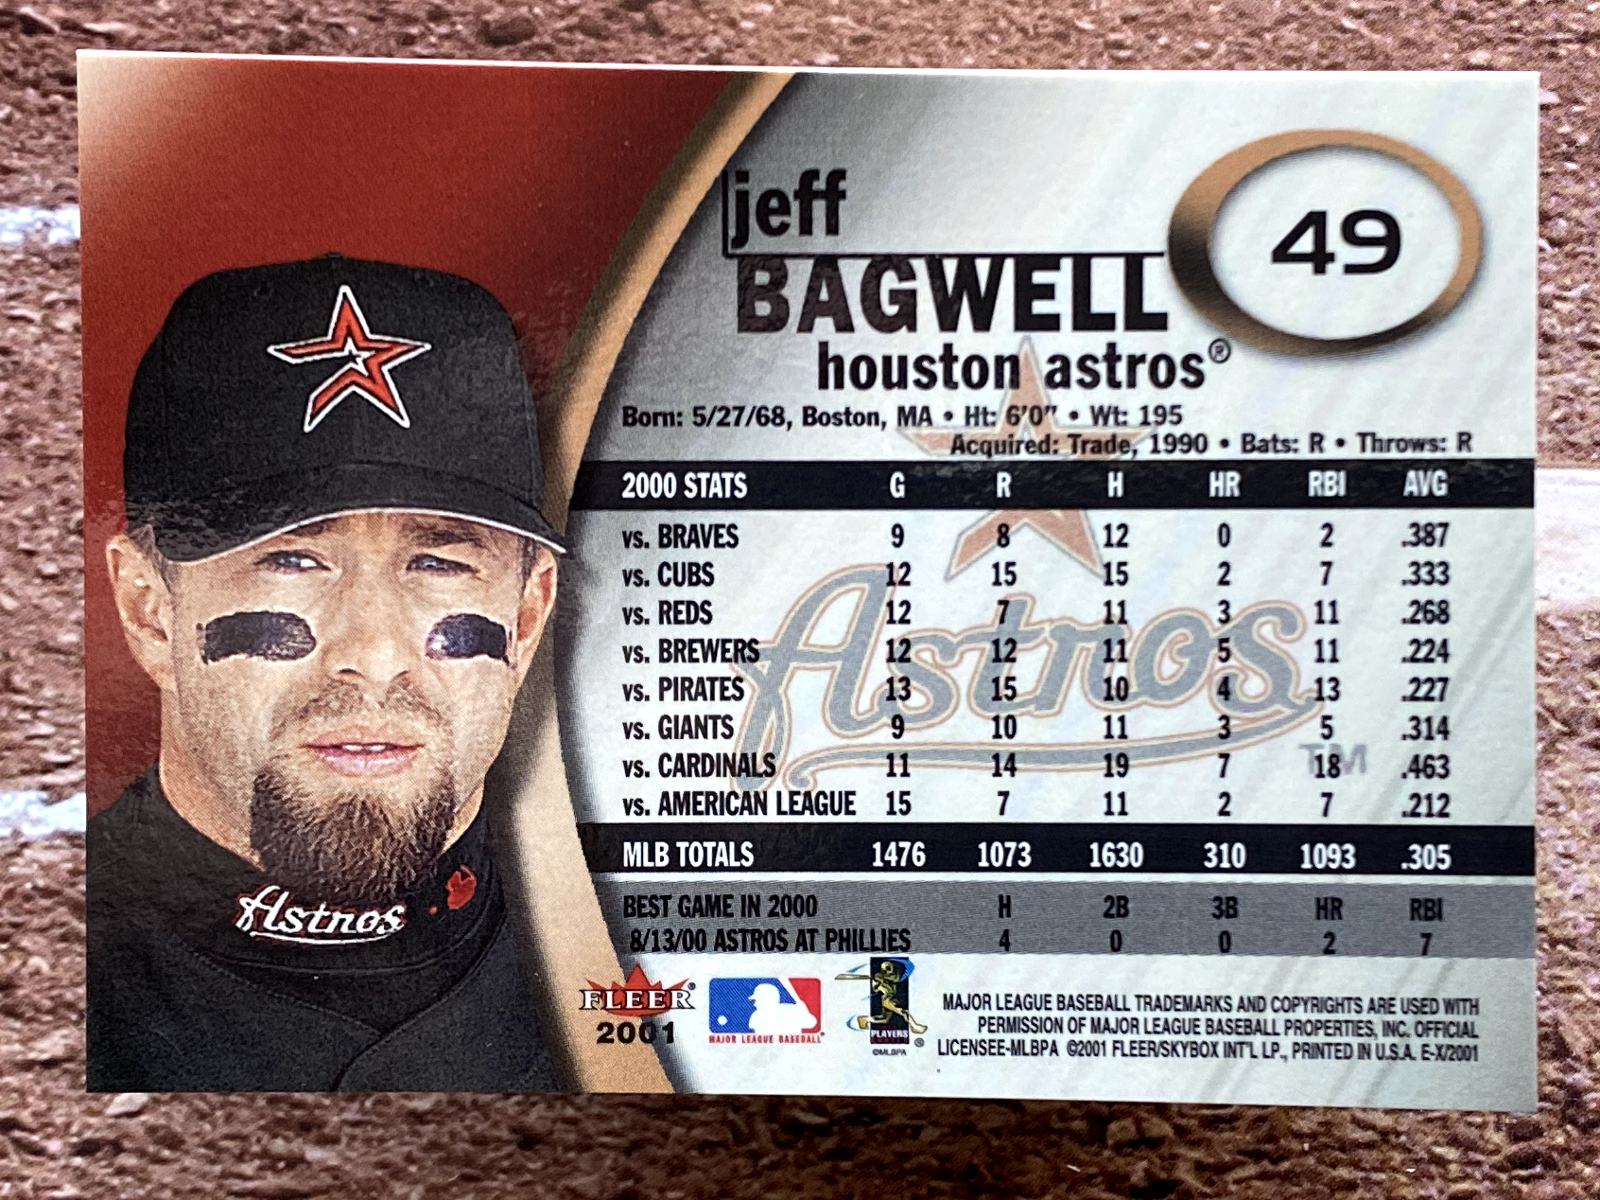 jeff
BAGWELL
49
houston astros®
Born: 5/27/68, Boston, MA • Ht: 6'0" • Wt: 195
Acquired: Trade, 1990 • Bats: R • Throws: R
2000 STATS G R H HR RBI AVG
vs. BRAVES 9 8 12 0 2 .387
vs. CUBS 12 15 15 2 7 .333
vs. REDS 12 7 11 3 11 .268
vs. BREWERS 12 12 11 5 11 .224
vs. PIRATES 13 15 10 4 13 .227
vs. GIANTS 9 10 11 3 5 .314
vs. CARDINALS 11 14 19 7 18 .463
vs. AMERICAN LEAGUE 15 7 11 2 7 .212
MLB TOTALS 1476 1073 1630 310 1093 .305
BEST GAME IN 2000 H 2B 3B HR RBI
8/13/00 ASTROS AT PHILLIES 4 0 0 2 7
Astros TM
Astros
FLEER®
2001
MAJOR LEAGUE BASEBALL
PLAYERS
®
©MLBPA
MAJOR LEAGUE BASEBALL TRADEMARKS AND COPYRIGHTS ARE USED WITH
PERMISSION OF MAJOR LEAGUE BASEBALL PROPERTIES, INC. OFFICIAL
LICENSEE-MLBPA ©2001 FLEER/SKYBOX INT'L LP., PRINTED IN U.S.A. E-X/2001